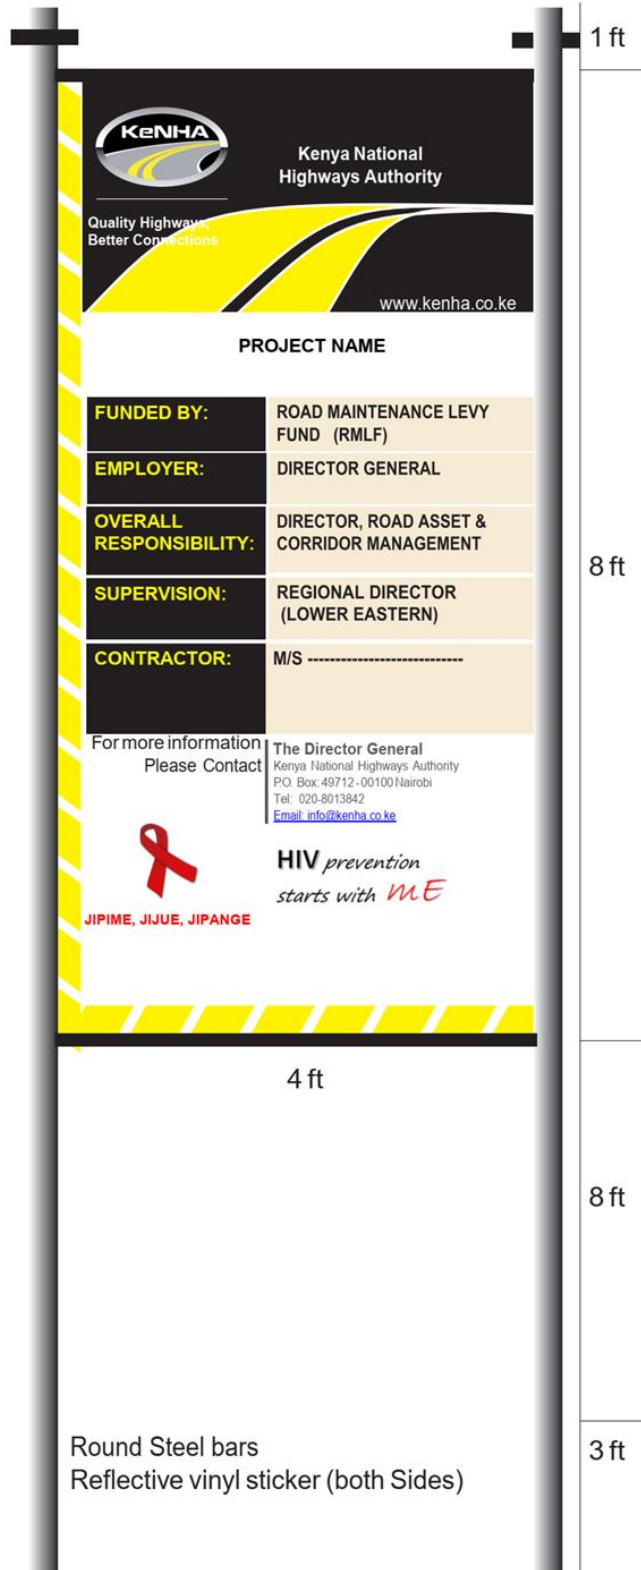 1 ft
KeNHA
Kenya National
Highways Authority
Quality Highways,
Better Connections
www.kenha.co.ke
PROJECT NAME
FUNDED BY:
ROAD MAINTENANCE LEVY
FUND (RMLF)
EMPLOYER:
DIRECTOR GENERAL
OVERALL
RESPONSIBILITY:
DIRECTOR, ROAD ASSET &
CORRIDOR MANAGEMENT
8 ft
SUPERVISION:
REGIONAL DIRECTOR
(LOWER EASTERN)
CONTRACTOR:
M/S ----------------------------
For more information
Please Contact
The Director General
Kenya National Highways Authority
P.O. Box: 49712 - 00100 Nairobi
Tel: 020-8013842
Email: info@kenha.co.ke
JIPIME, JIJUE, JIPANGE
HIV prevention
starts with ME
4 ft
8 ft
Round Steel bars
Reflective vinyl sticker (both Sides)
3 ft